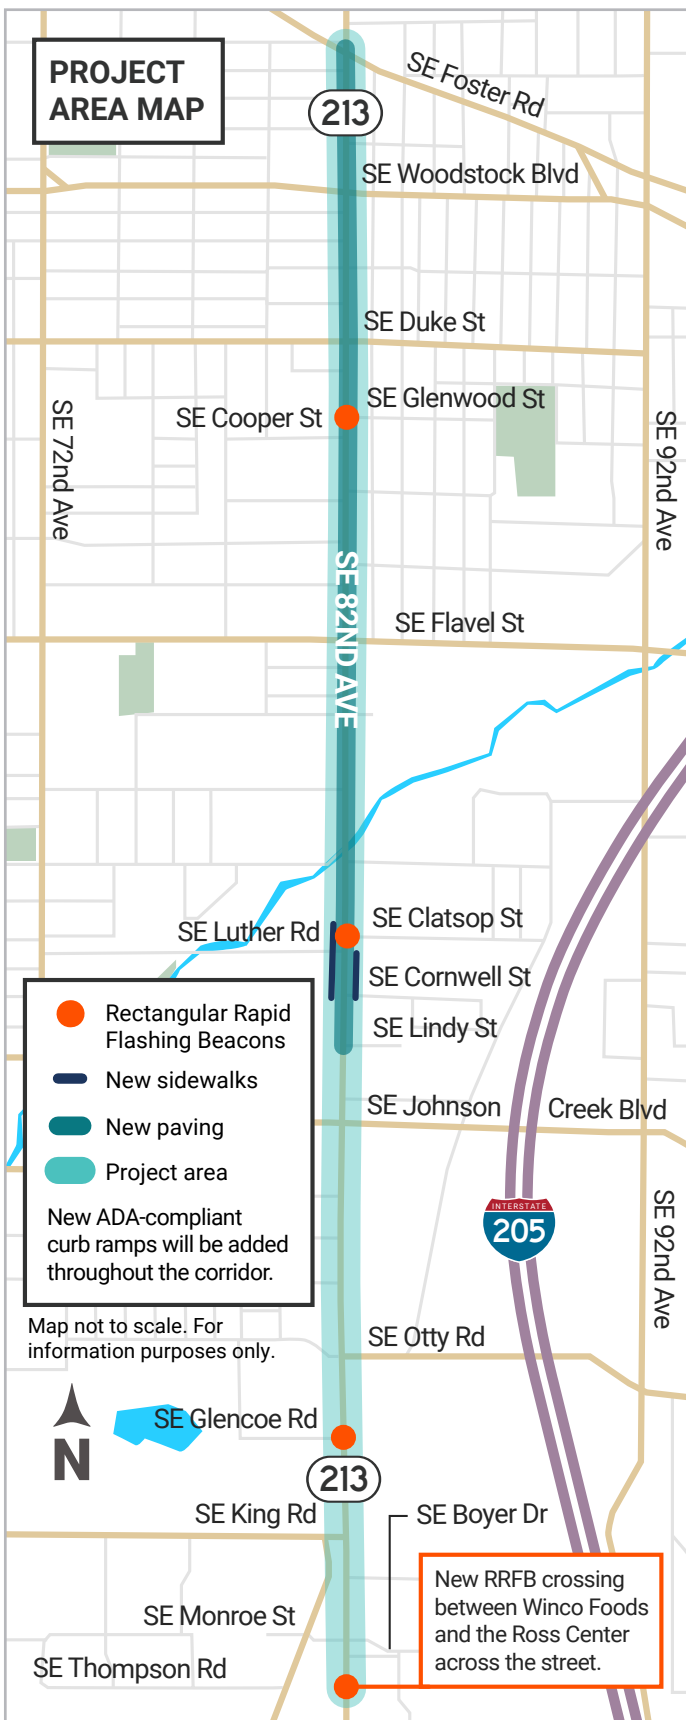 PROJECT
AREA MAP
SE Foster Rd
213
SE Woodstock Blvd
SE Duke St
SE Glenwood St
SE Cooper St
SE 72nd Ave
SE 92nd Ave
SE 82ND AVE
SE Flavel St
SE Clatsop St
SE Luther Rd
SE Cornwell St
SE Lindy St
Rectangular Rapid
Flashing Beacons
New sidewalks
New paving
Project area
New ADA-compliant
curb ramps will be added
throughout the corridor.
SE Johnson Creek Blvd
INTERSTATE
205
SE 92nd Ave
Map not to scale. For
information purposes only.
SE Otty Rd
SE Glencoe Rd
N
213
SE King Rd
SE Boyer Dr
New RRFB crossing
between Winco Foods
and the Ross Center
across the street.
SE Monroe St
SE Thompson Rd